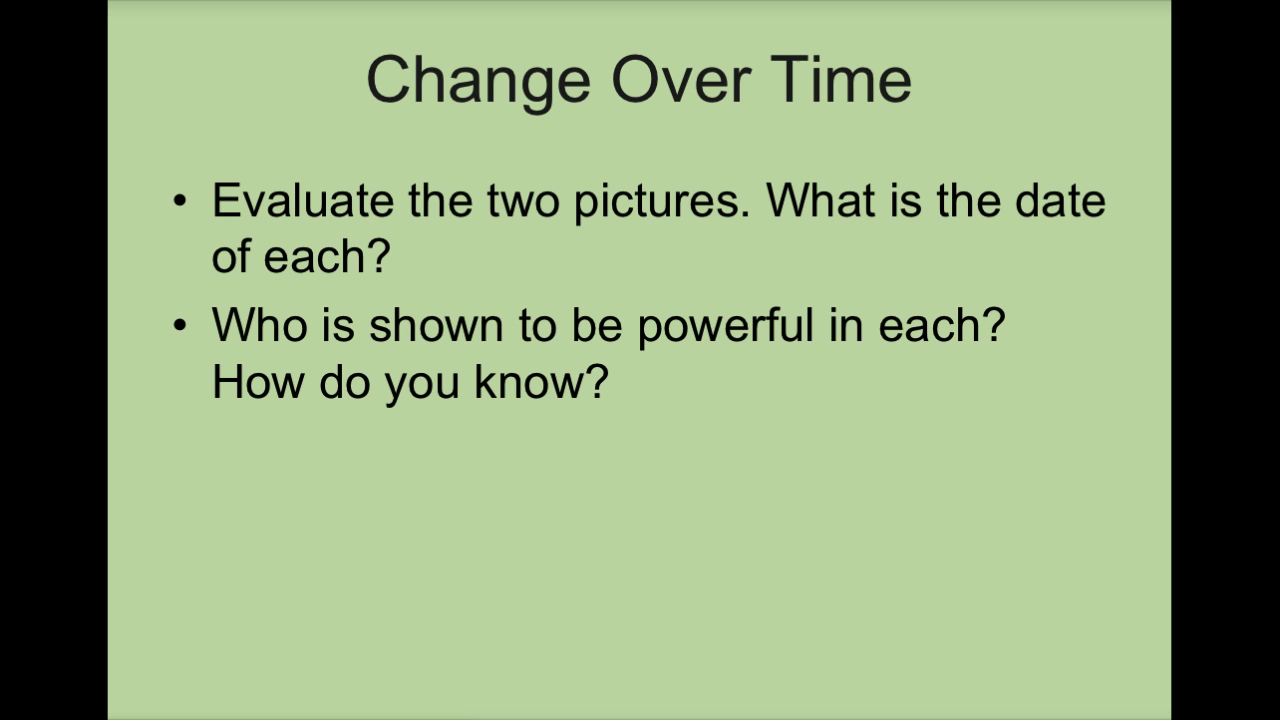 Change Over Time
• Evaluate the two pictures. What is the date
of each?
• Who is shown to be powerful in each?
How do you know?